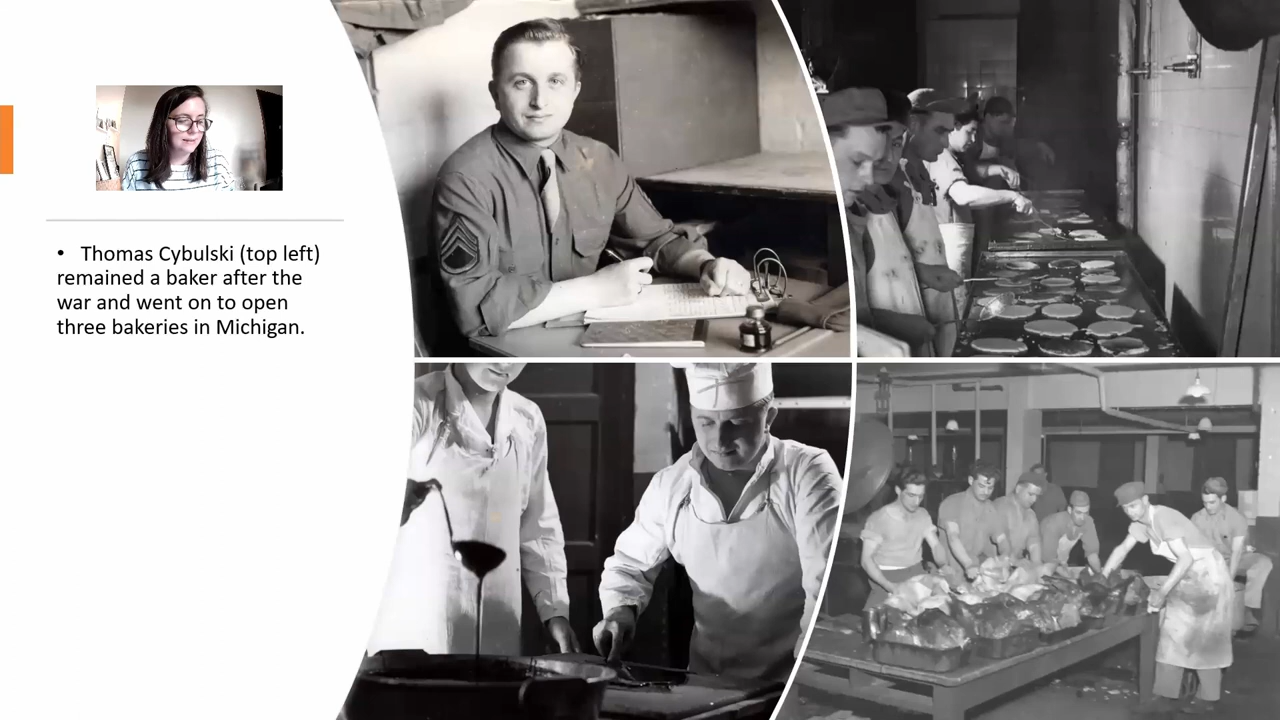 • Thomas Cybulski (top left)
remained a baker after the
war and went on to open
three bakeries in Michigan.